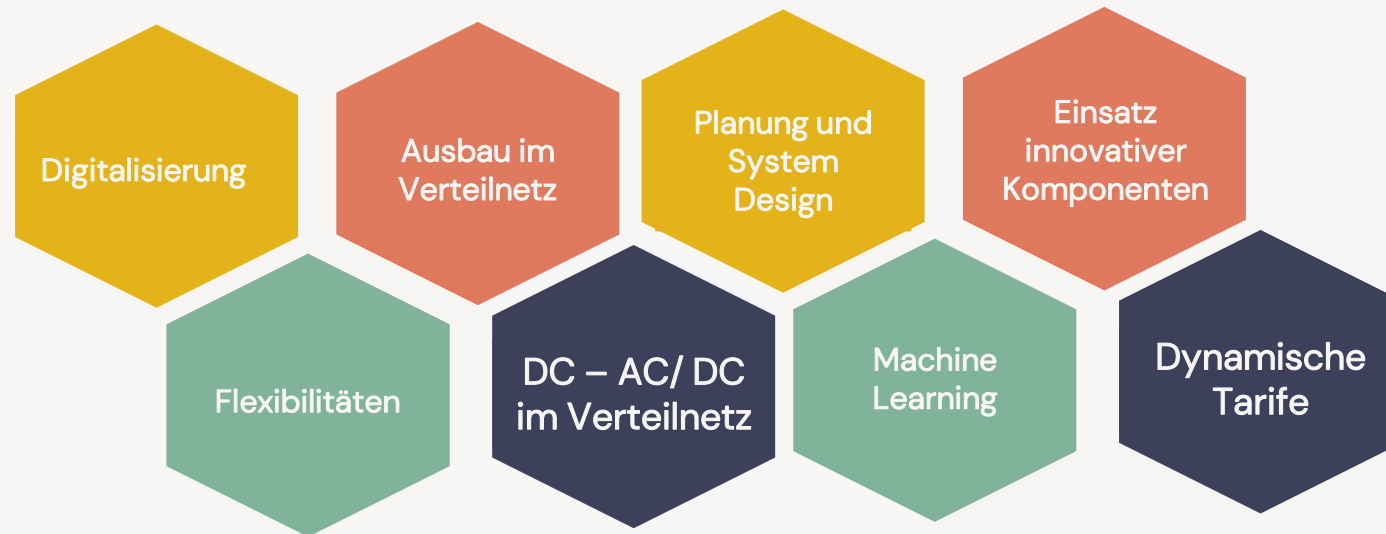 Digitalisierung
Ausbau im
Verteilnetz
Planung und
System
Design
Einsatz
innovativer
Komponenten
Flexibilitäten
DC – AC/ DC
im Verteilnetz
Machine
Learning
Dynamische
Tarife